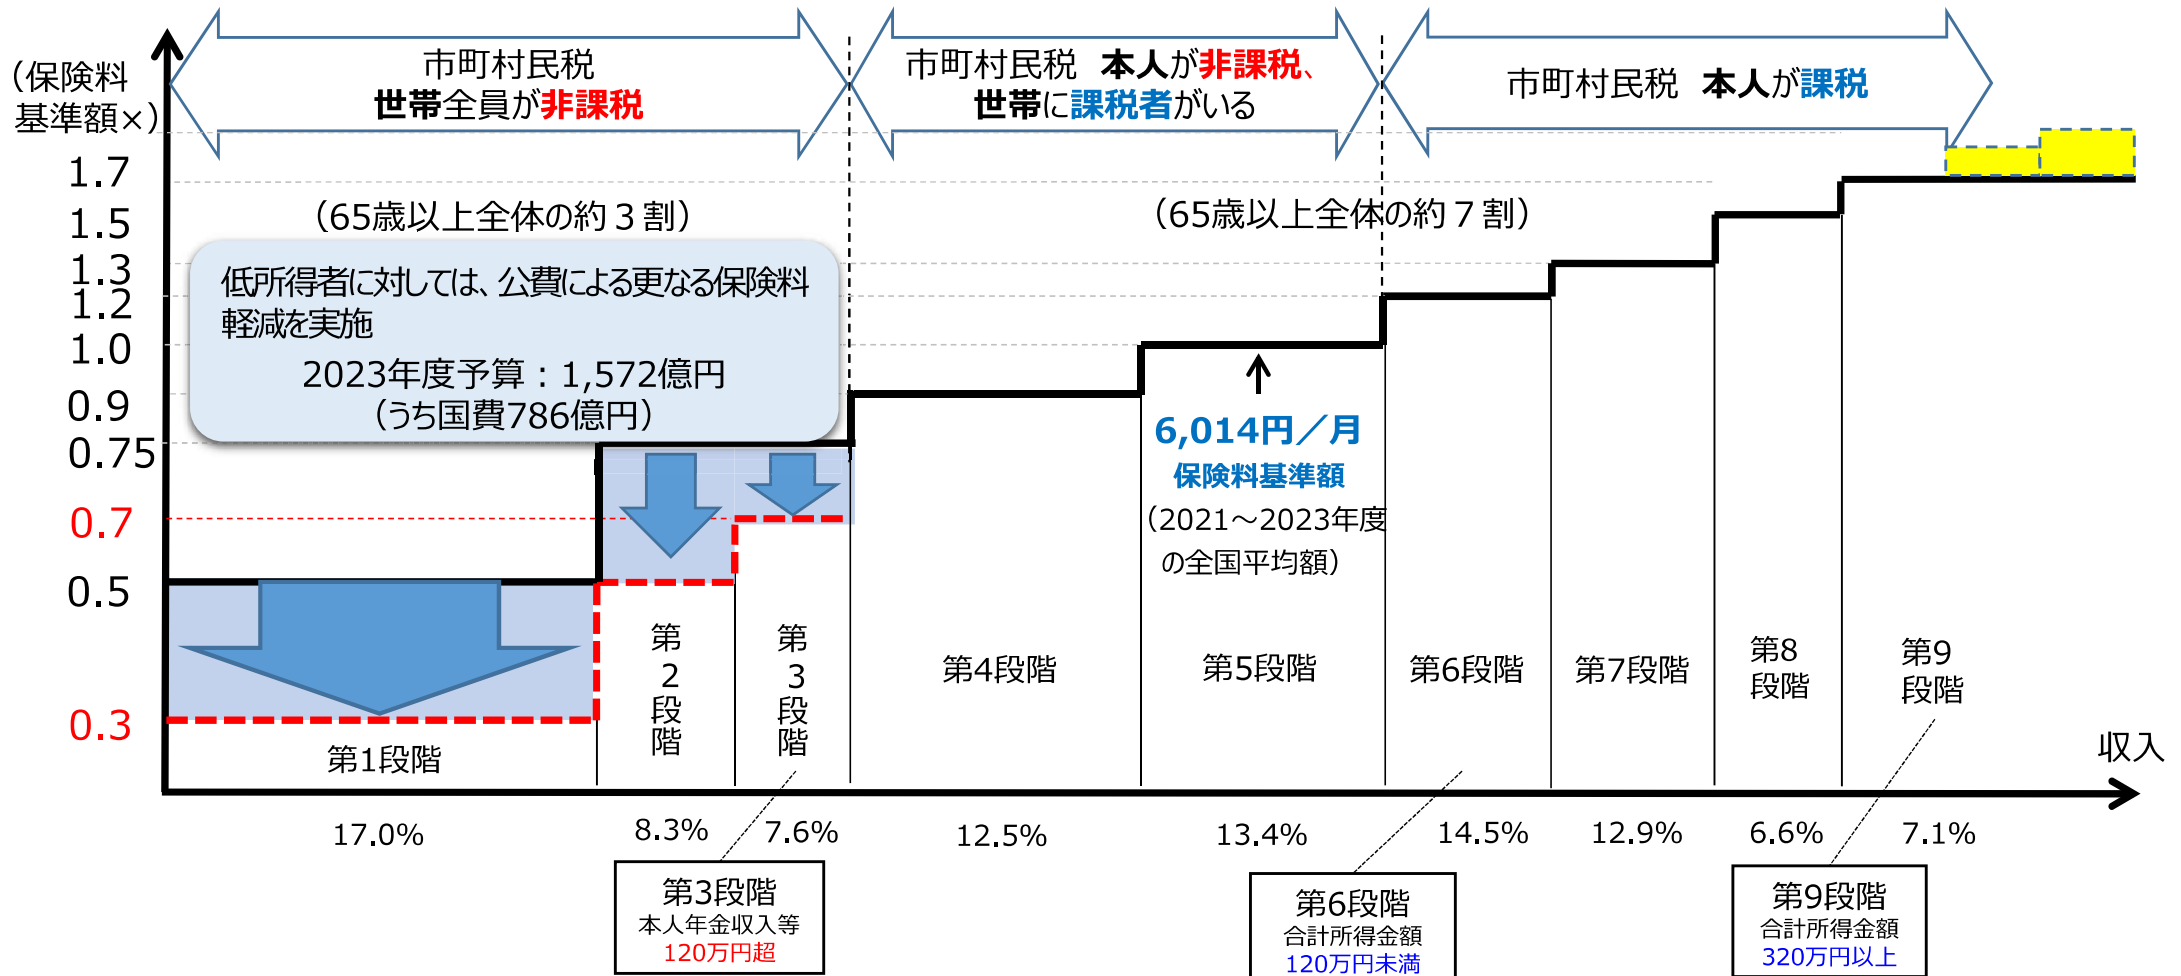 （保険料
基準額×）
市町村民税
世帯全員が非課税
市町村民税　本人が非課税、
世帯に課税者がいる
市町村民税　本人が課税
1.7
1.5
1.3
1.2
1.0
0.9
0.75
0.7
0.5
0.3
（65歳以上全体の約３割）
（65歳以上全体の約７割）
低所得者に対しては、公費による更なる保険料
軽減を実施
2023年度予算：1,572億円
（うち国費786億円）
6,014円／月
保険料基準額
（2021～2023年度
の全国平均額）
第1段階
第２段階
第３段階
第4段階
第5段階
第6段階
第7段階
第8
段階
第9
段階
収入
17.0%
8.3%
7.6%
12.5%
13.4%
14.5%
12.9%
6.6%
7.1%
第3段階
本人年金収入等
120万円超
第6段階
合計所得金額
120万円未満
第9段階
合計所得金額
320万円以上